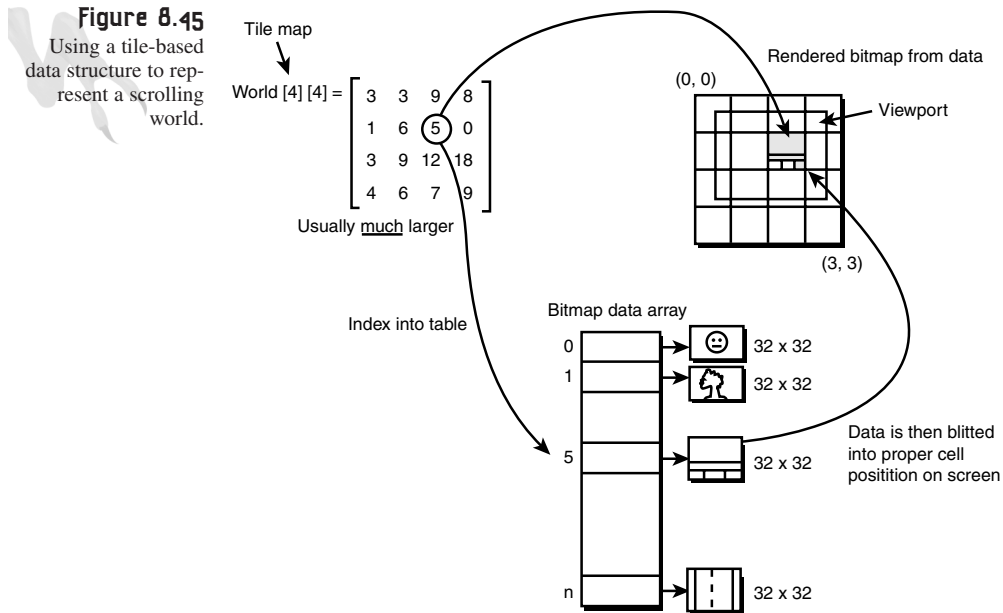 Figure 8.45
Using a tile-based
data structure to rep-
resent a scrolling
world.
Tile map
World [4] [4] =
3 3 9 8
1 6 5 0
3 9 12 18
4 6 7 9
Usually much larger
Rendered bitmap from data
(0, 0)
Viewport
(3, 3)
Index into table
Bitmap data array
0
32 x 32
1
32 x 32
5
32 x 32
n
32 x 32
Data is then blitted
into proper cell
positition on screen